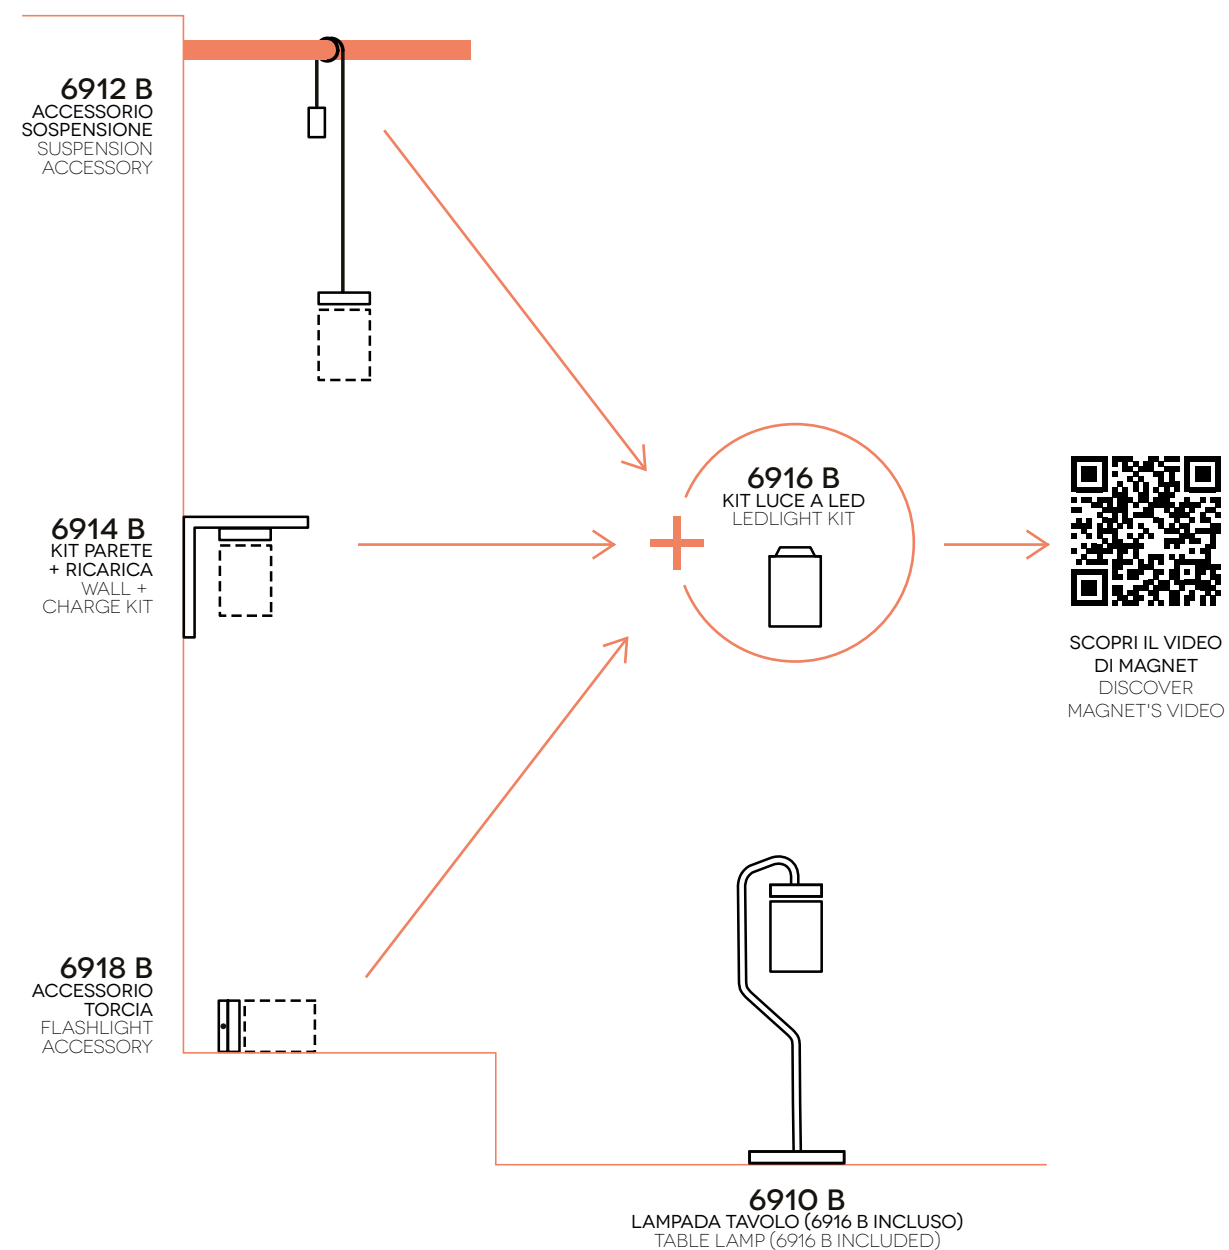 6912 B
ACCESSORIO
SOSPENSIONE
SUSPENSION
ACCESSORY
6914 B
KIT PARETE
+ RICARICA
WALL +
CHARGE KIT
6916 B
KIT LUCE A LED
LEDLIGHT KIT
SCOPRI IL VIDEO
DI MAGNET
DISCOVER
MAGNET'S VIDEO
6918 B
ACCESSORIO
TORCIA
FLASHLIGHT
ACCESSORY
6910 B
LAMPADA TAVOLO (6916 B INCLUSO)
TABLE LAMP (6916 B INCLUDED)